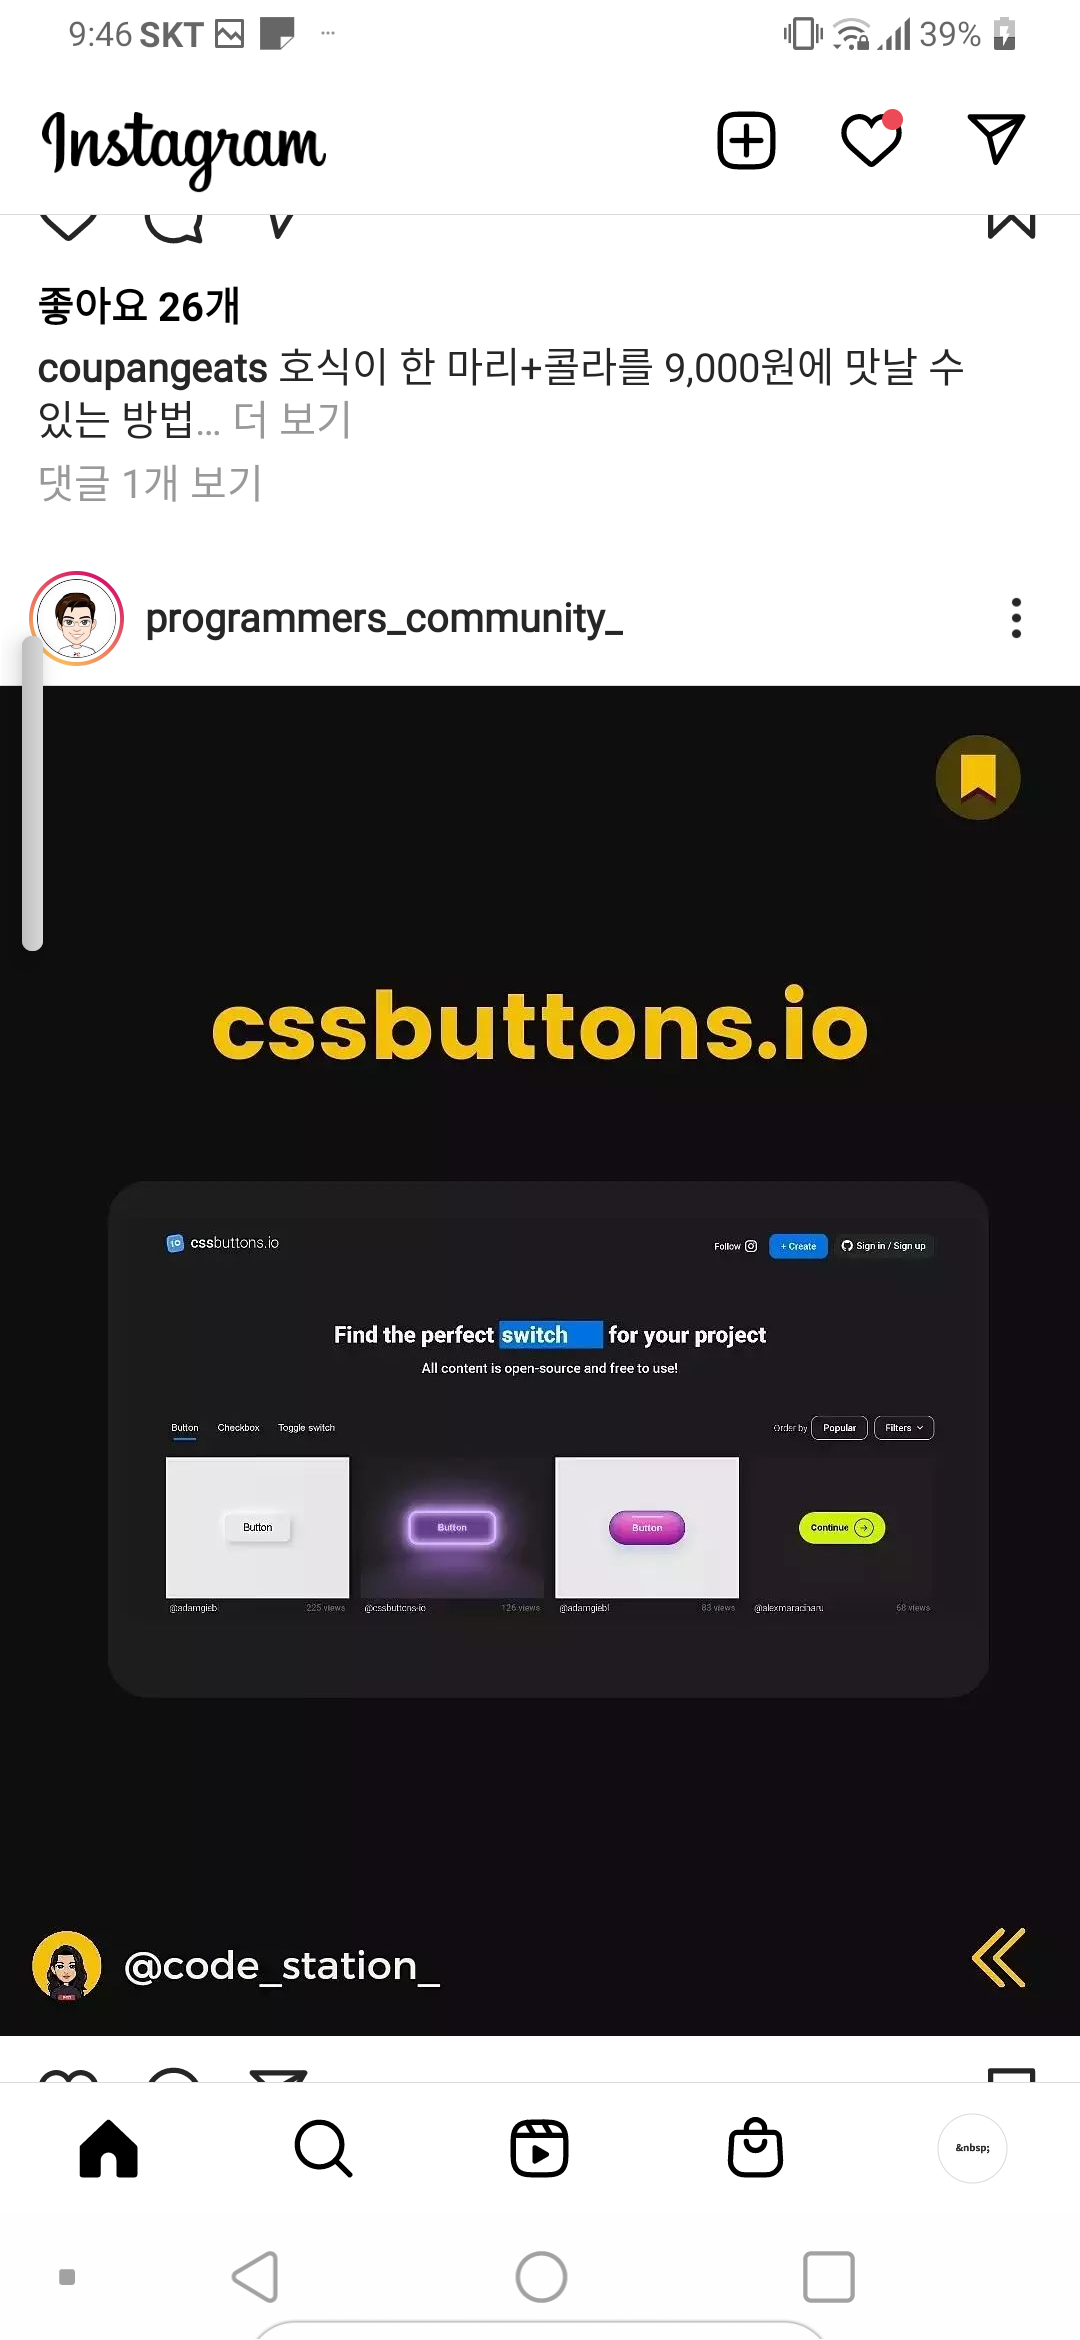 9:46 SKT
39%
Instagram
좋아요 26개
coupangeats 호식이 한 마리+콜라를 9,000원에 맛날 수
있는 방법... 더 보기
댓글 1개 보기
programmers_community_
cssbuttons.io
cssbuttons.io
Follow
+ Create
Sign in / Sign up
Find the perfect switch for your project
All content is open-source and free to use!
Button Checkbox Toggle switch
Order by Popular Filters
Button Button Button Continue
@adamgiebl 225 views @cssbuttons-io 126 views @adamgiebl 83 views @alexmaracinaru 68 views
@code_station_
&nbsp;